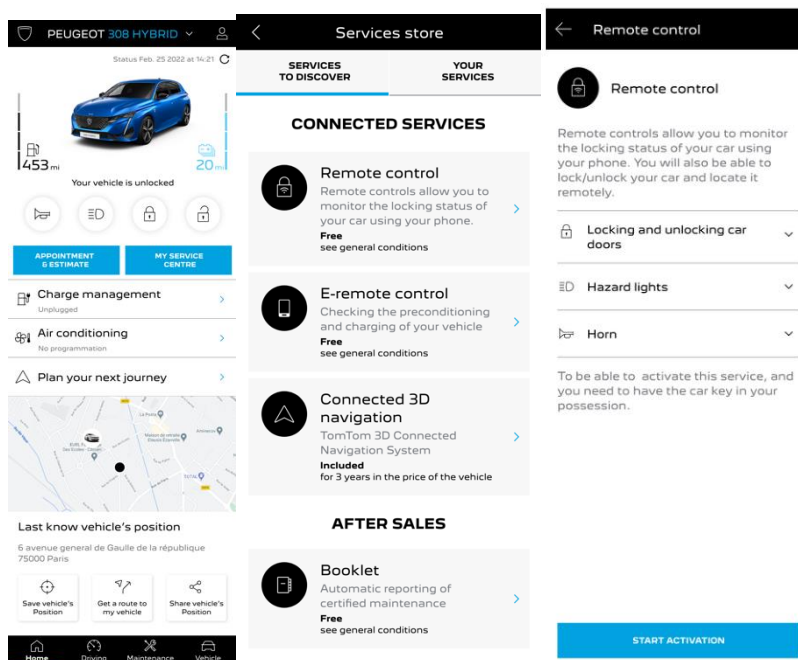 PEUGEOT 308 HYBRID
Status Feb. 25 2022 at 14:21
453 mi
20 mi
Your vehicle is unlocked
APPOINTMENT
& ESTIMATE
MY SERVICE
CENTRE
Charge management
Unplugged
Air conditioning
No programmation
Plan your next journey
La Poste
TOTAL
Last know vehicle's position
6 avenue general de Gaulle de la république
75000 Paris
Save vehicle's
Position
Get a route to
my vehicle
Share vehicle's
Position
Home
Driving
Maintenance
Vehicle
Services store
SERVICES
TO DISCOVER
YOUR
SERVICES
CONNECTED SERVICES
Remote control
Remote controls allow you to
monitor the locking status of
your car using your phone.
Free
see general conditions
E-remote control
Checking the preconditioning
and charging of your vehicle
Free
see general conditions
Connected 3D
navigation
TomTom 3D Connected
Navigation System
Included
for 3 years in the price of the vehicle
AFTER SALES
Booklet
Automatic reporting of
certified maintenance
Free
see general conditions
Remote control
Remote control
Remote controls allow you to monitor
the locking status of your car using
your phone. You will also be able to
lock/unlock your car and locate it
remotely.
Locking and unlocking car
doors
Hazard lights
Horn
To be able to activate this service, and
you need to have the car key in your
possession.
START ACTIVATION